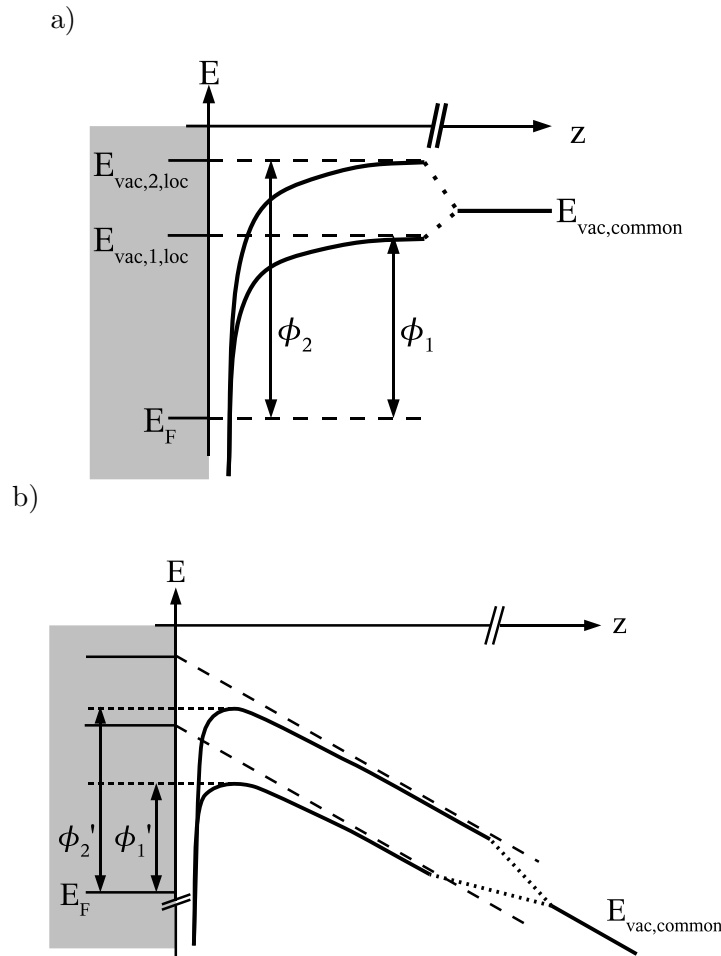 a)
E
z
E_vac,2,loc
E_vac,common
E_vac,1,loc
ϕ_2
ϕ_1
E_F
b)
E
z
ϕ_2'
ϕ_1'
E_F
E_vac,common